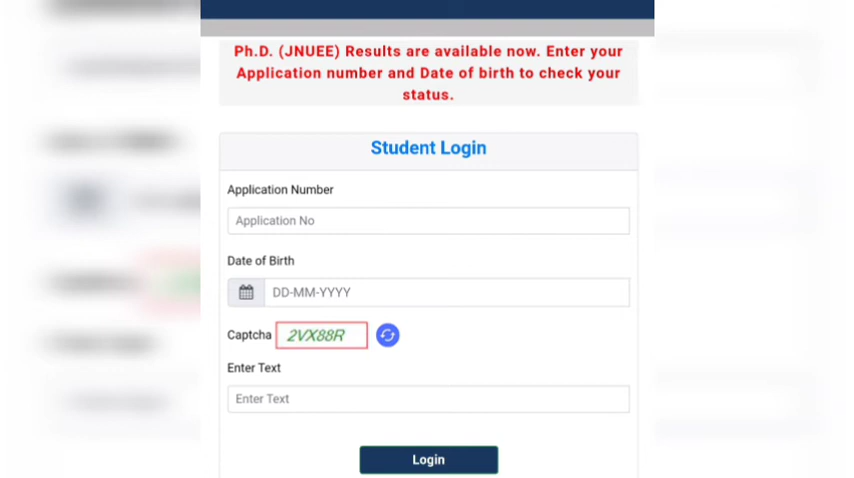 Ph.D. (JNUEE) Results are available now. Enter your
Application number and Date of birth to check your
status.
Student Login
Application Number
Application No
Date of Birth
DD-MM-YYYY
Captcha 2VX88R
Enter Text
Enter Text
Login